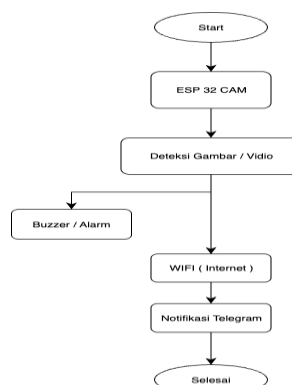 Start
ESP 32 CAM
Deteksi Gambar / Vidio
Buzzer / Alarm
WIFI ( Internet )
Notifikasi Telegram
Selesai